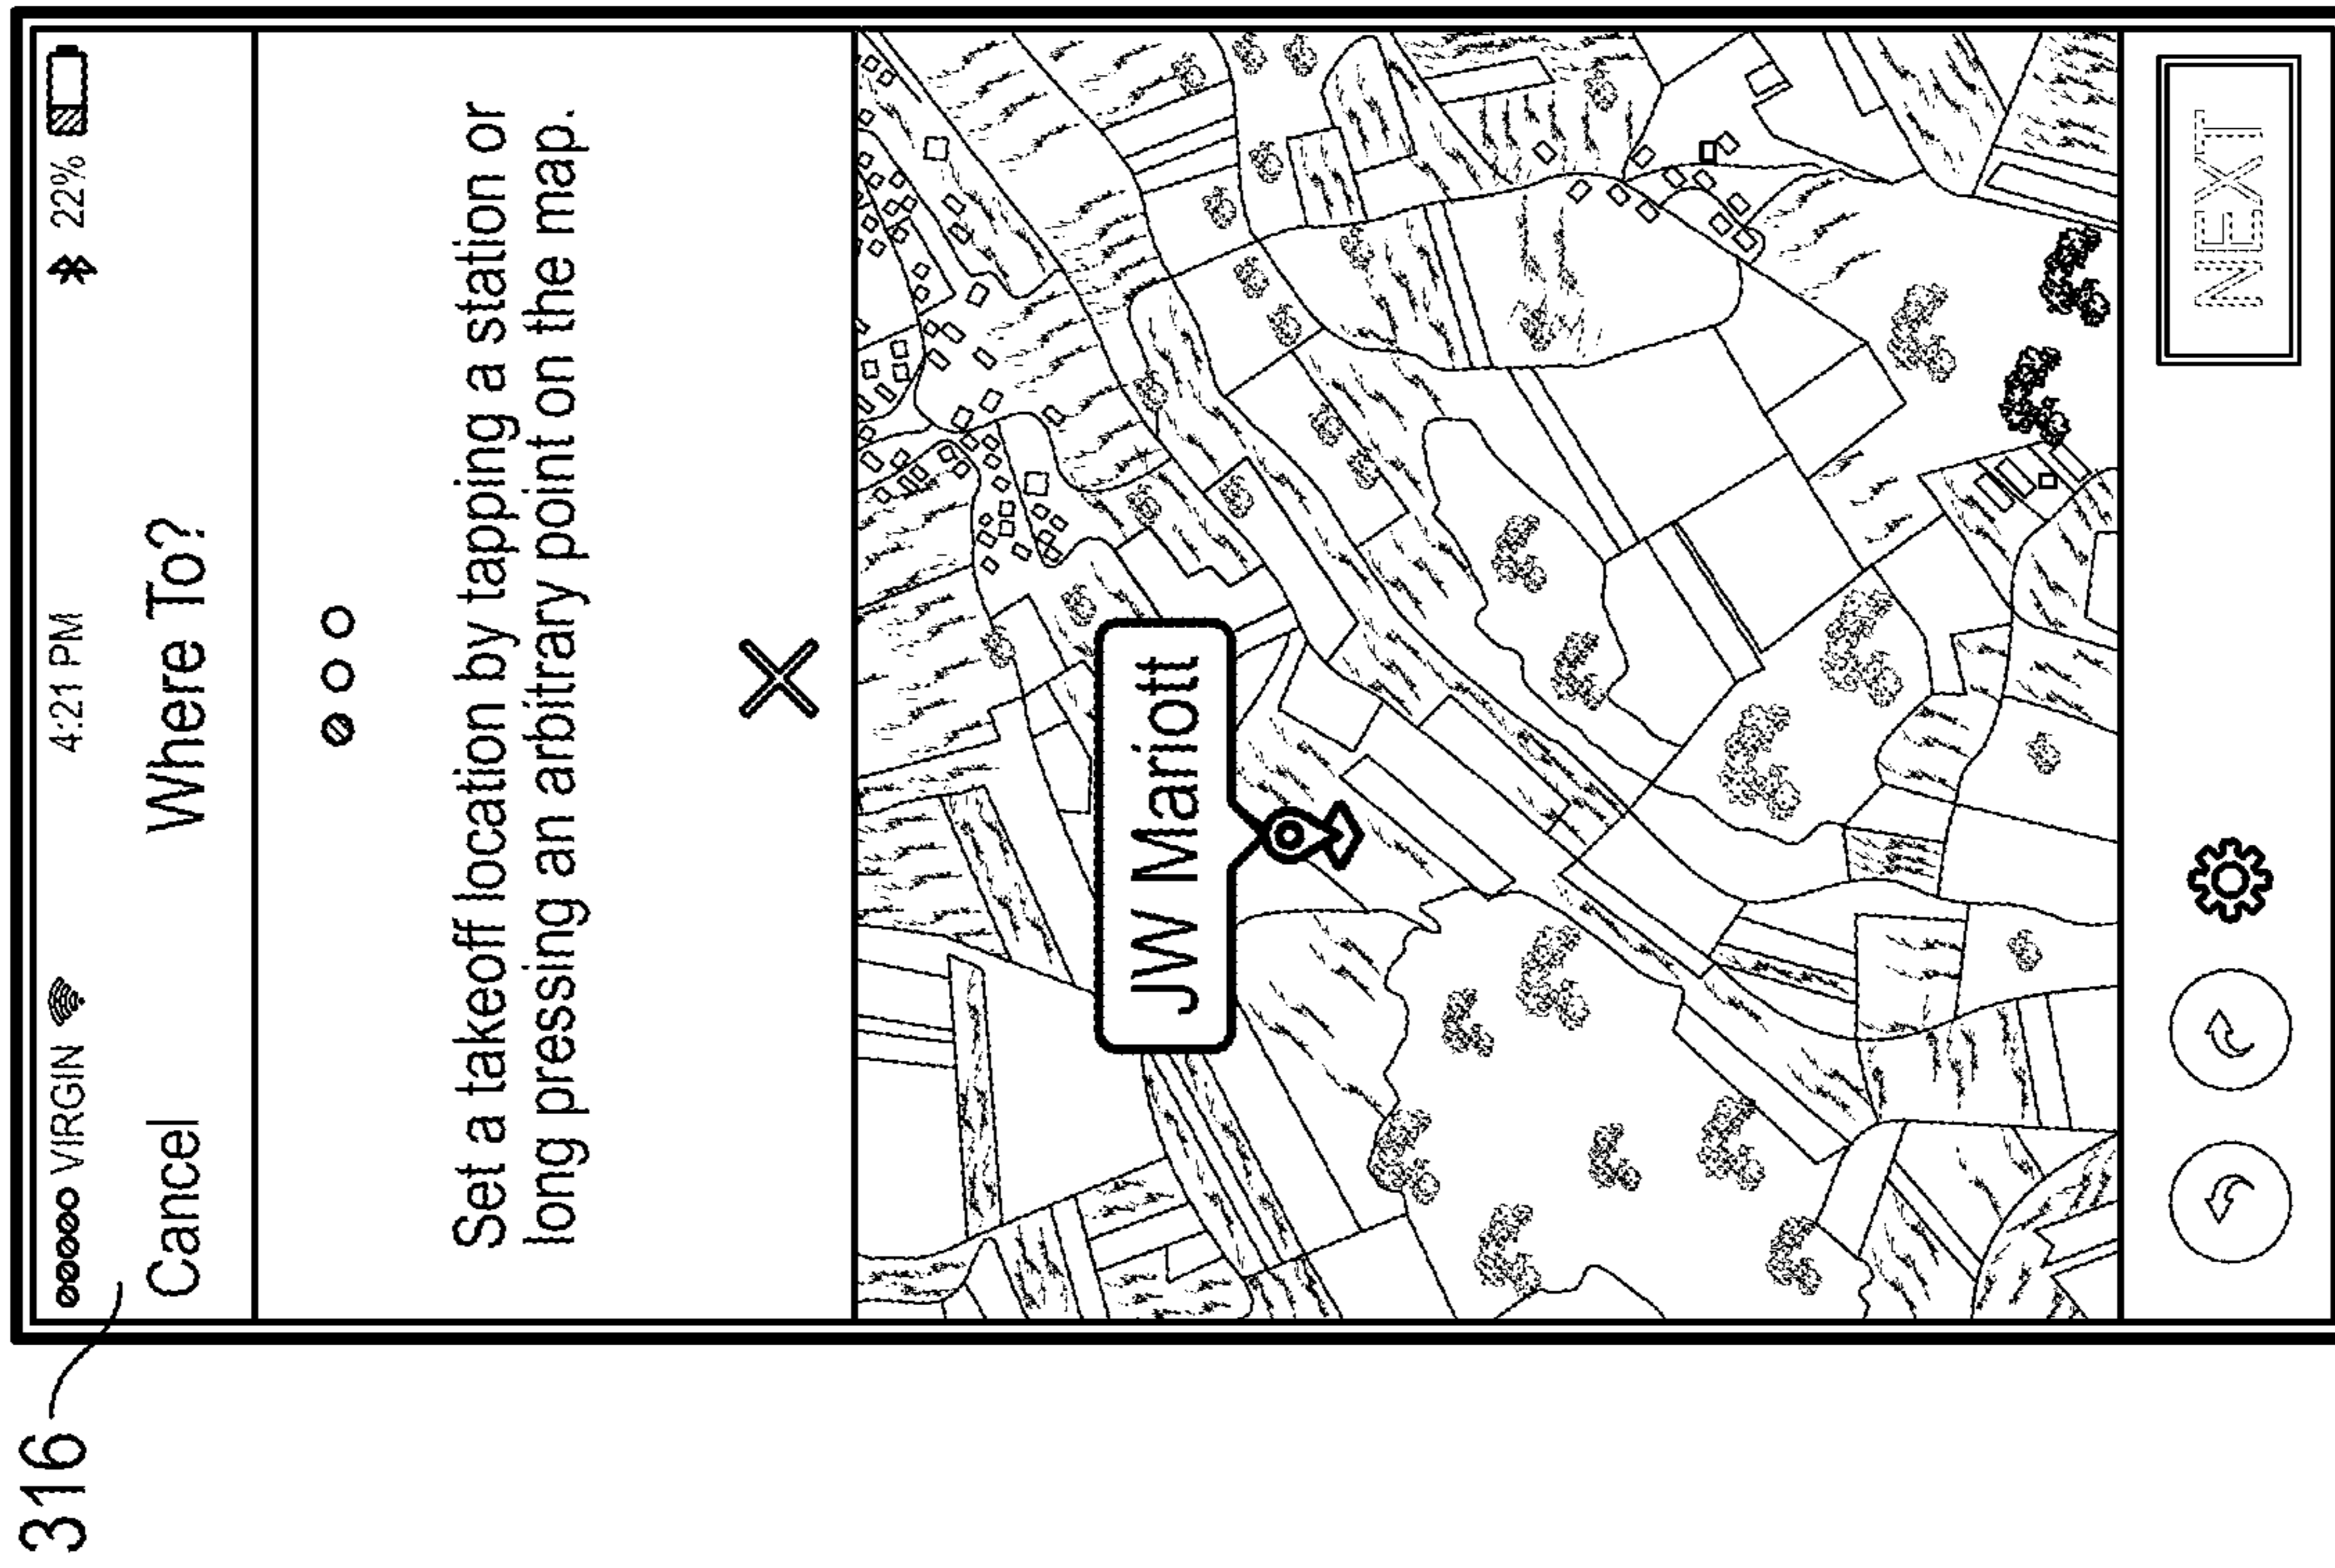 316
VIRGIN 4:21 PM 22%
Cancel Where To?
Set a takeoff location by tapping a station or
long pressing an arbitrary point on the map.
JW Mariott
NEXT